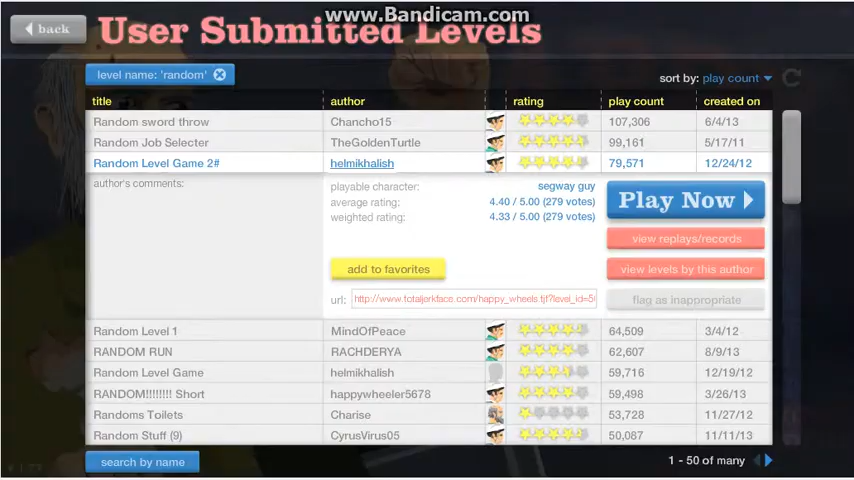 www.Bandicam.com
back
User Submitted Levels
level name: 'random'
sort by: play count
title author rating play count created on
Random sword throw Chancho15 107,306 6/4/13
Random Job Selecter TheGoldenTurtle 99,161 5/17/11
Random Level Game 2# helmikhalish 79,571 12/24/12
author's comments:
playable character: segway guy
average rating: 4.40 / 5.00 (279 votes)
weighted rating: 4.33 / 5.00 (279 votes)
Play Now
view replays/records
add to favorites
view levels by this author
url: http://www.totaljerkface.com/happy_wheels.tjf?level_id=5
flag as inappropriate
Random Level 1 MindOfPeace 64,509 3/4/12
RANDOM RUN RACHDERYA 62,607 8/9/13
Random Level Game helmikhalish 59,716 12/19/12
RANDOM!!!!!!!! Short happywheeler5678 59,498 3/26/13
Randoms Toilets Charise 53,728 11/27/12
Random Stuff (9) CyrusVirus05 50,087 11/11/13
search by name
1 - 50 of many